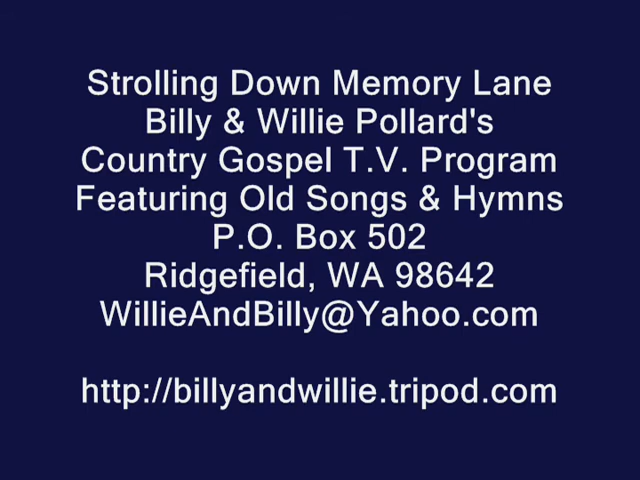 Strolling Down Memory Lane
Billy & Willie Pollard's
Country Gospel T.V. Program
Featuring Old Songs & Hymns
P.O. Box 502
Ridgefield, WA 98642
WillieAndBilly@Yahoo.com
http://billyandwillie.tripod.com